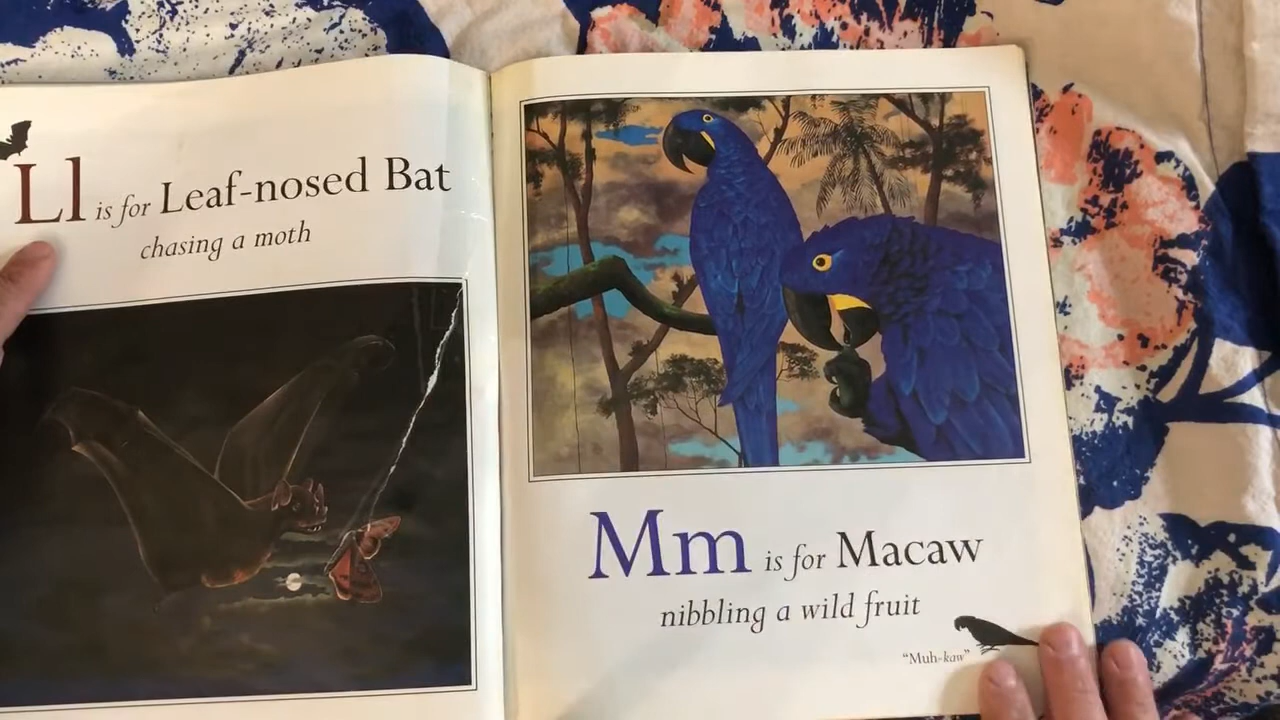 Ll is for Leaf-nosed Bat
chasing a moth
Mm is for Macaw
nibbling a wild fruit
"Muh-kaw"